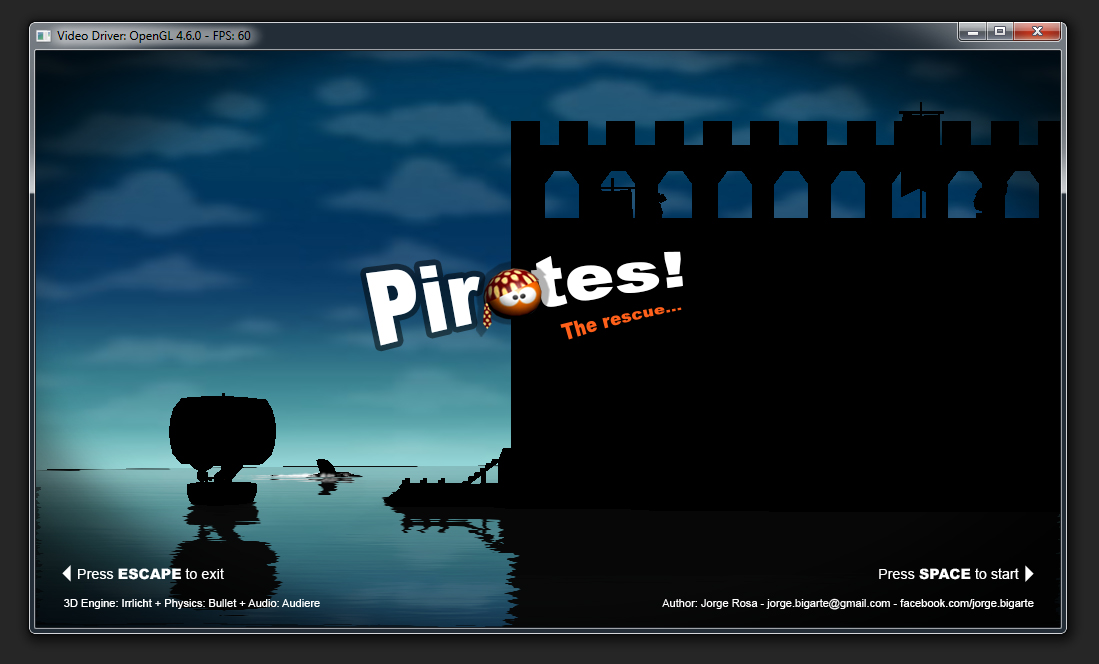 Video Driver: OpenGL 4.6.0 - FPS: 60
Pirates!
The rescue...
Press ESCAPE to exit
Press SPACE to start
3D Engine: Irrlicht + Physics: Bullet + Audio: Audiere
Author: Jorge Rosa - jorge.bigarte@gmail.com - facebook.com/jorge.bigarte